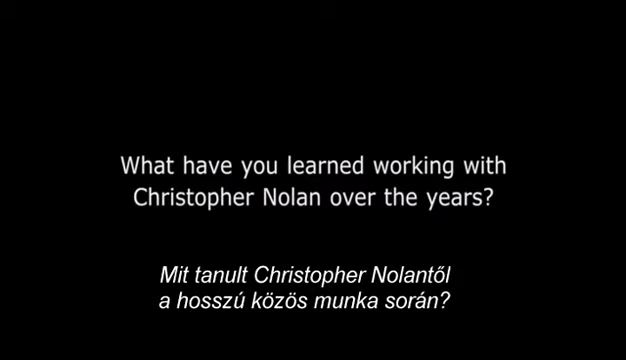 What have you learned working with
Christopher Nolan over the years?
Mit tanult Christopher Nolantől
a hosszú közös munka során?